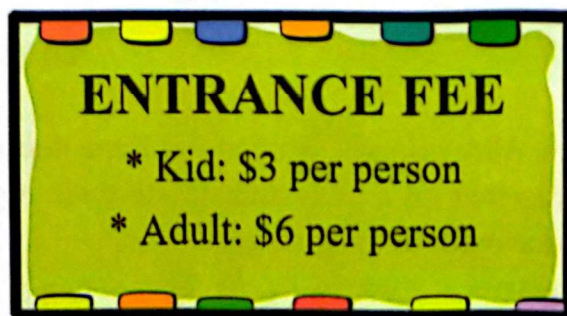 ENTRANCE FEE
* Kid: $3 per person
* Adult: $6 per person